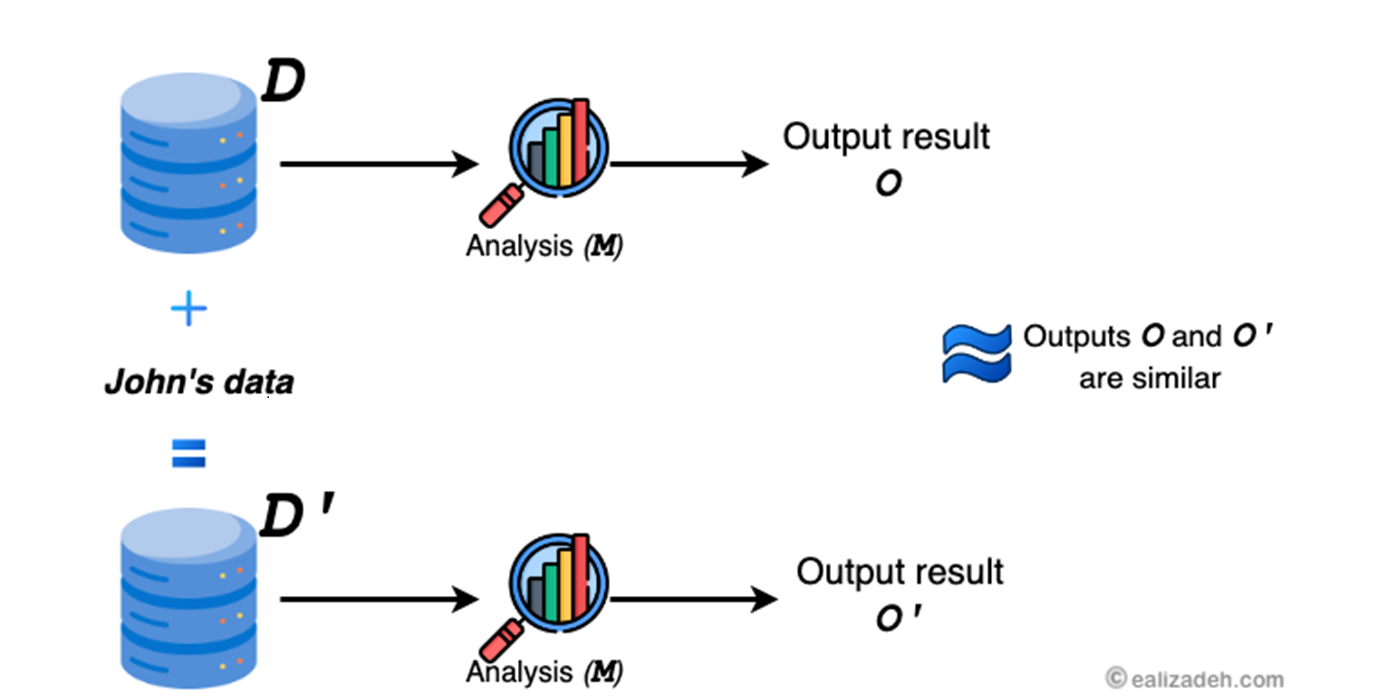 D
Output result
O
Analysis (M)
+
John's data
=
≈ Outputs O and O'
are similar
D'
Output result
O'
Analysis (M)
© ealizadeh.com